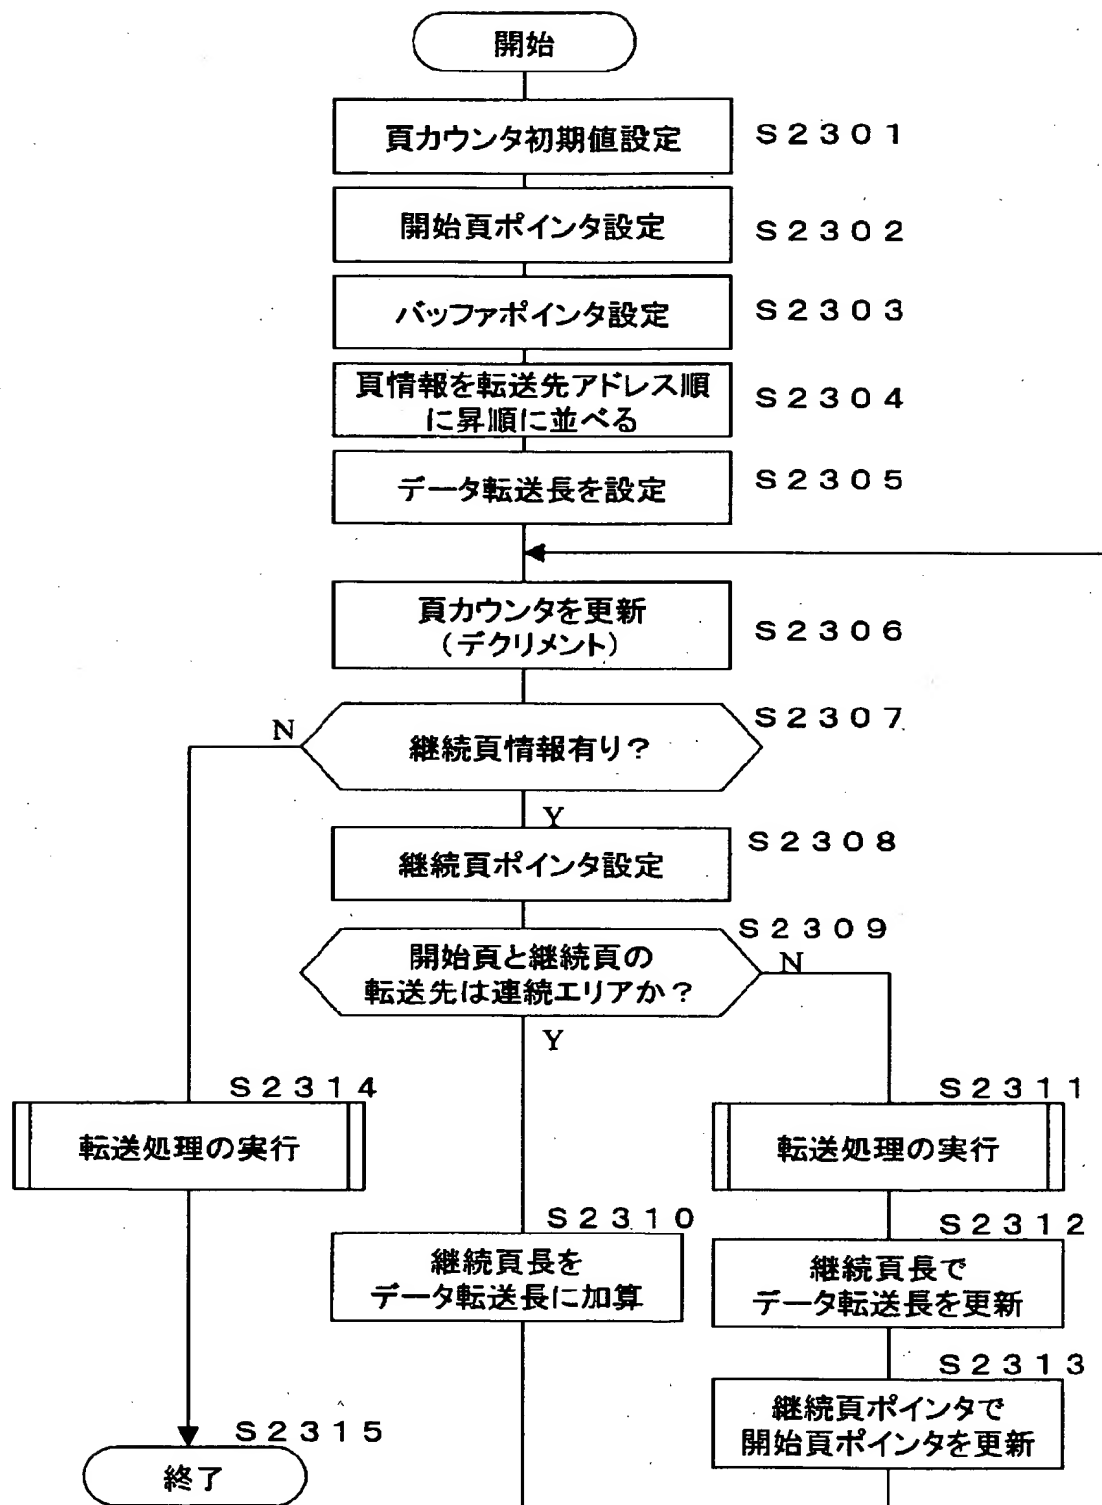 開始
頁カウンタ初期値設定
S2301
開始頁ポインタ設定
S2302
バッファポインタ設定
S2303
頁情報を転送先アドレス順
に昇順に並べる
S2304
データ転送長を設定
S2305
頁カウンタを更新
(デクリメント)
S2306
S2307
N
継続頁情報有り?
Y
継続頁ポインタ設定
S2308
S2309
開始頁と継続頁の
転送先は連続エリアか?
N
Y
S2314
転送処理の実行
S2311
転送処理の実行
S2310
継続頁長を
データ転送長に加算
S2312
継続頁長で
データ転送長を更新
S2313
継続頁ポインタで
開始頁ポインタを更新
S2315
終了